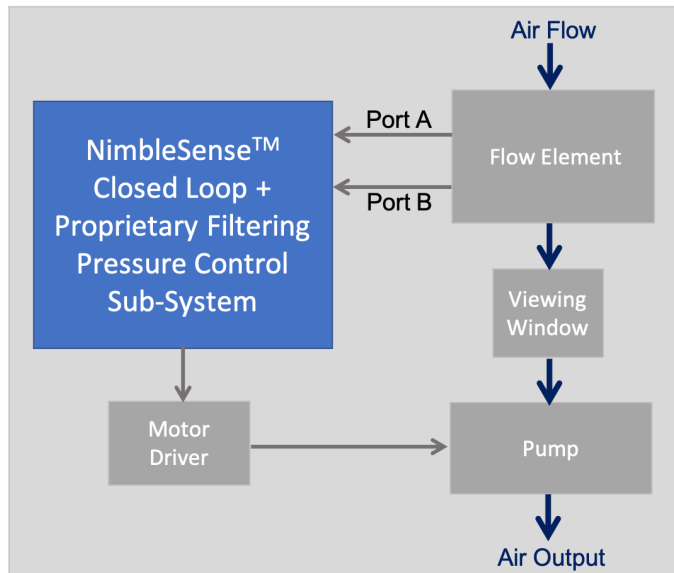 Air Flow
Port A
Port B
Flow Element
NimbleSense™
Closed Loop +
Proprietary Filtering
Pressure Control
Sub-System
Viewing
Window
Motor
Driver
Pump
Air Output